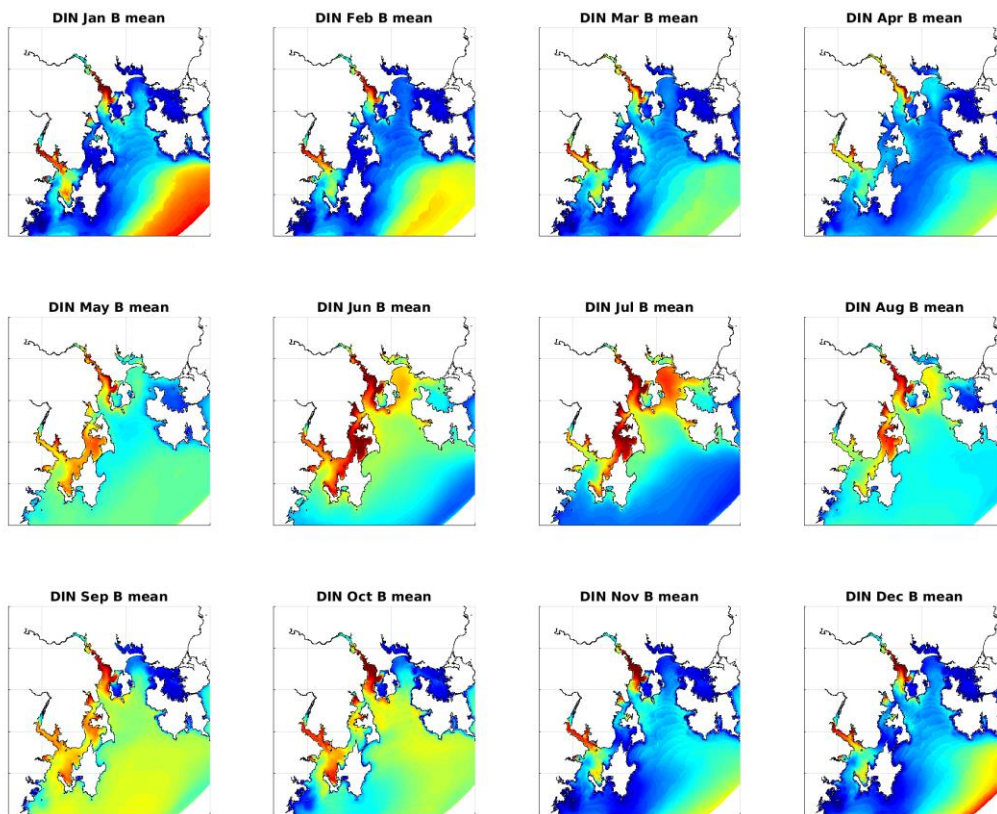 DIN Jan B mean
DIN Feb B mean
DIN Mar B mean
DIN Apr B mean
DIN May B mean
DIN Jun B mean
DIN Jul B mean
DIN Aug B mean
DIN Sep B mean
DIN Oct B mean
DIN Nov B mean
DIN Dec B mean